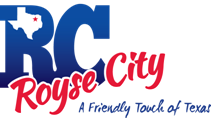 RC
Royse City
A Friendly Touch of Texas